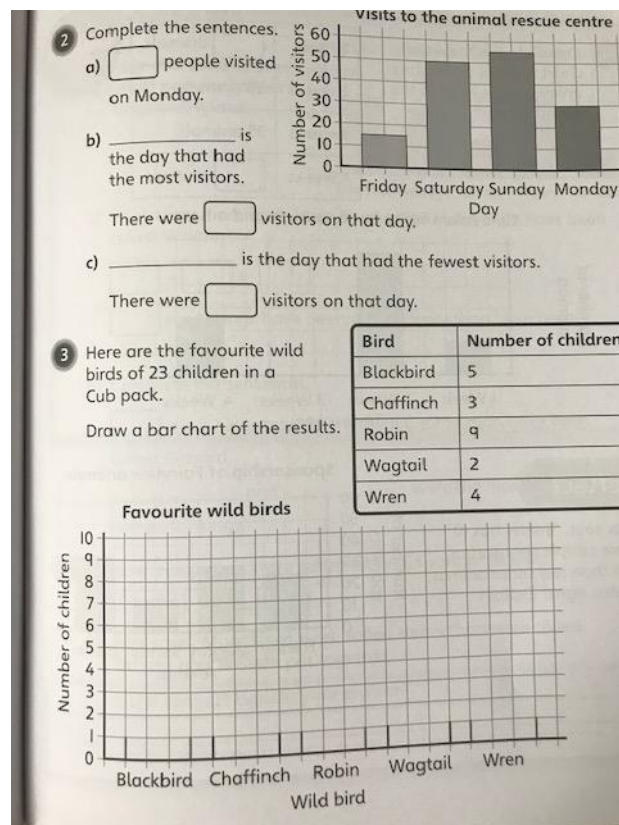 2 Complete the sentences.
a) people visited
on Monday.
b) is
the day that had
the most visitors.
There were visitors on that day.
c) is the day that had the fewest visitors.
There were visitors on that day.
Visits to the animal rescue centre
Number of visitors
60
50
40
30
20
10
0
Friday Saturday Sunday Monday
Day
3 Here are the favourite wild
birds of 23 children in a
Cub pack.
Draw a bar chart of the results.
Bird Number of children
Blackbird 5
Chaffinch 3
Robin 9
Wagtail 2
Wren 4
Favourite wild birds
Number of children
10
9
8
7
6
5
4
3
2
1
0
Blackbird Chaffinch Robin Wagtail Wren
Wild bird